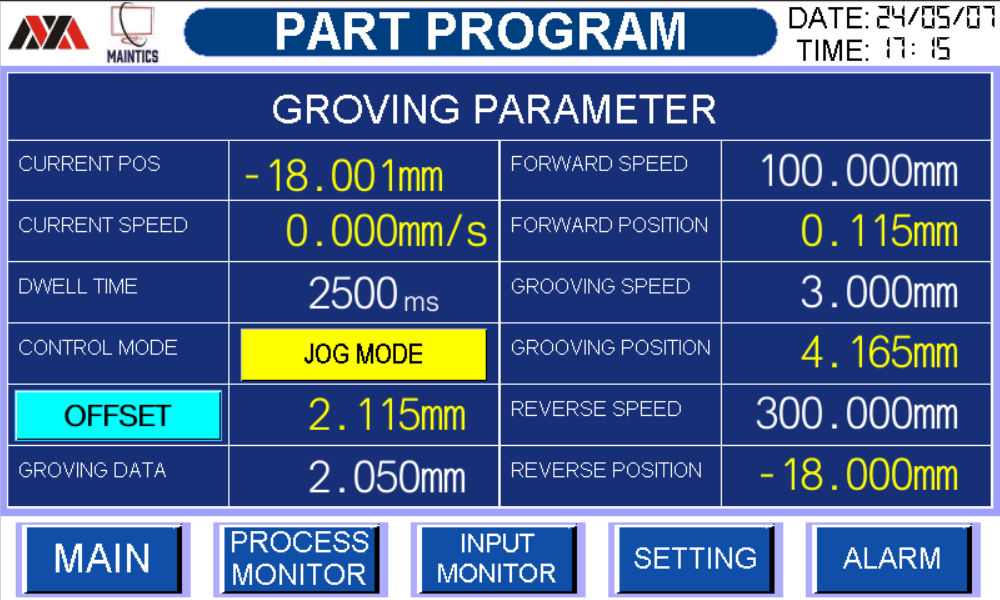 MAINTICS
PART PROGRAM
DATE: 24/05/07
TIME: 17:15
GROVING PARAMETER
CURRENT POS -18.001mm FORWARD SPEED 100.000mm
CURRENT SPEED 0.000mm/s FORWARD POSITION 0.115mm
DWELL TIME 2500 ms GROOVING SPEED 3.000mm
CONTROL MODE JOG MODE GROOVING POSITION 4.165mm
OFFSET 2.115mm REVERSE SPEED 300.000mm
GROVING DATA 2.050mm REVERSE POSITION -18.000mm
MAIN
PROCESS
MONITOR
INPUT
MONITOR
SETTING
ALARM